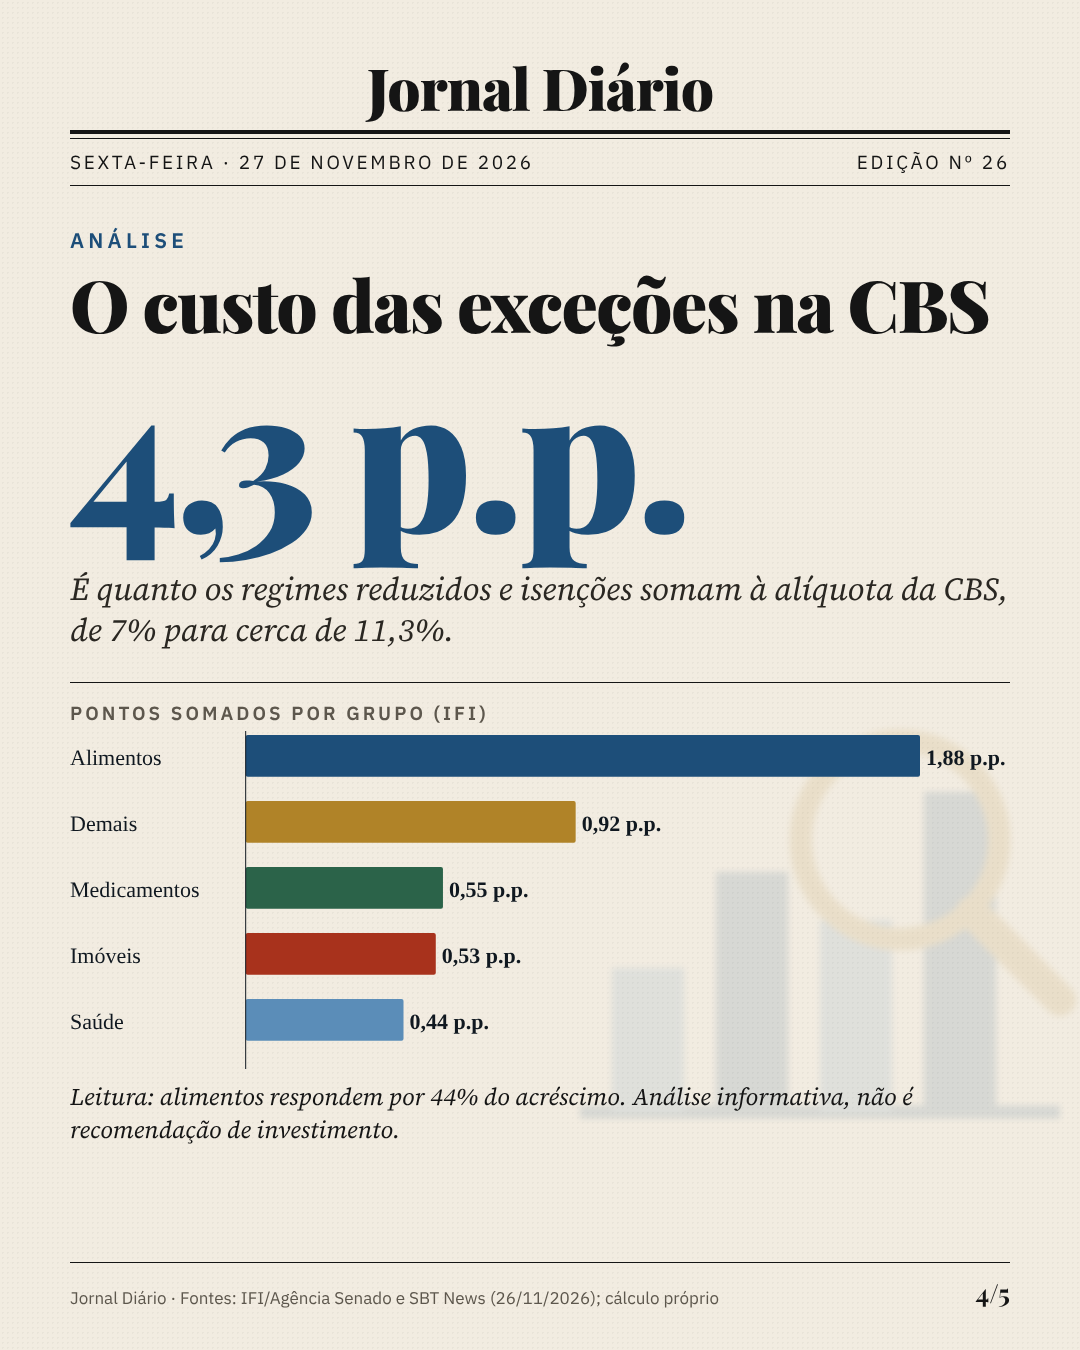 Jornal Diário
SEXTA-FEIRA · 27 DE NOVEMBRO DE 2026
EDIÇÃO Nº 26
ANÁLISE
O custo das exceções na CBS
4,3 p.p.
É quanto os regimes reduzidos e isenções somam à alíquota da CBS,
de 7% para cerca de 11,3%.
PONTOS SOMADOS POR GRUPO (IFI)
Alimentos 1,88 p.p.
Demais 0,92 p.p.
Medicamentos 0,55 p.p.
Imóveis 0,53 p.p.
Saúde 0,44 p.p.
Leitura: alimentos respondem por 44% do acréscimo. Análise informativa, não é
recomendação de investimento.
Jornal Diário · Fontes: IFI/Agência Senado e SBT News (26/11/2026); cálculo próprio
4/5